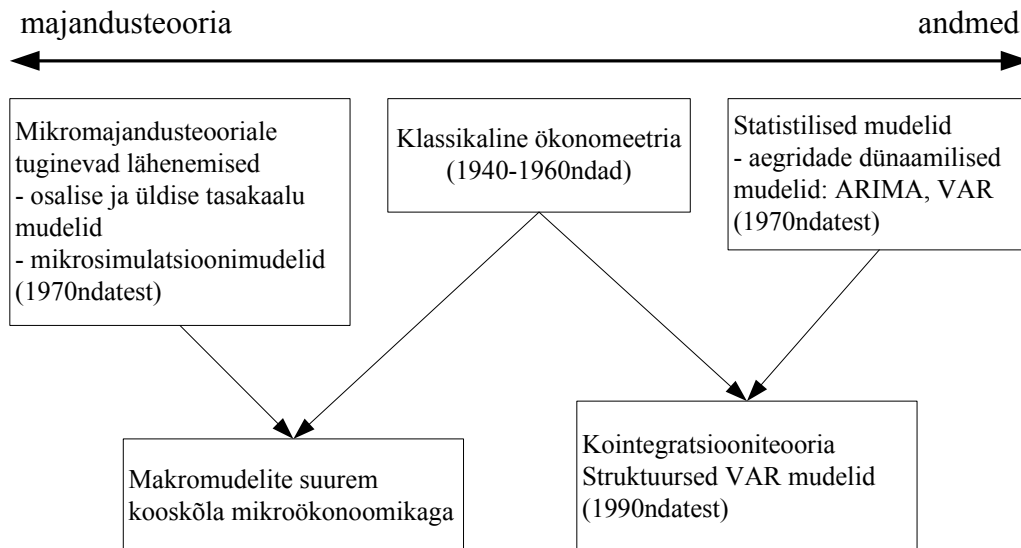 majandusteooria
andmed
Mikromajandusteooriale
tuginevad lähenemised
- osalise ja üldise tasakaalu
mudelid
- mikrosimulatsioonimudelid
(1970ndatest)
Klassikaline ökonomeetria
(1940-1960ndad)
Statistilised mudelid
- aegridade dünaamilised
mudelid: ARIMA, VAR
(1970ndatest)
Makromudelite suurem
kooskõla mikroökonoomikaga
Kointegratsiooniteooria
Struktuursed VAR mudelid
(1990ndatest)